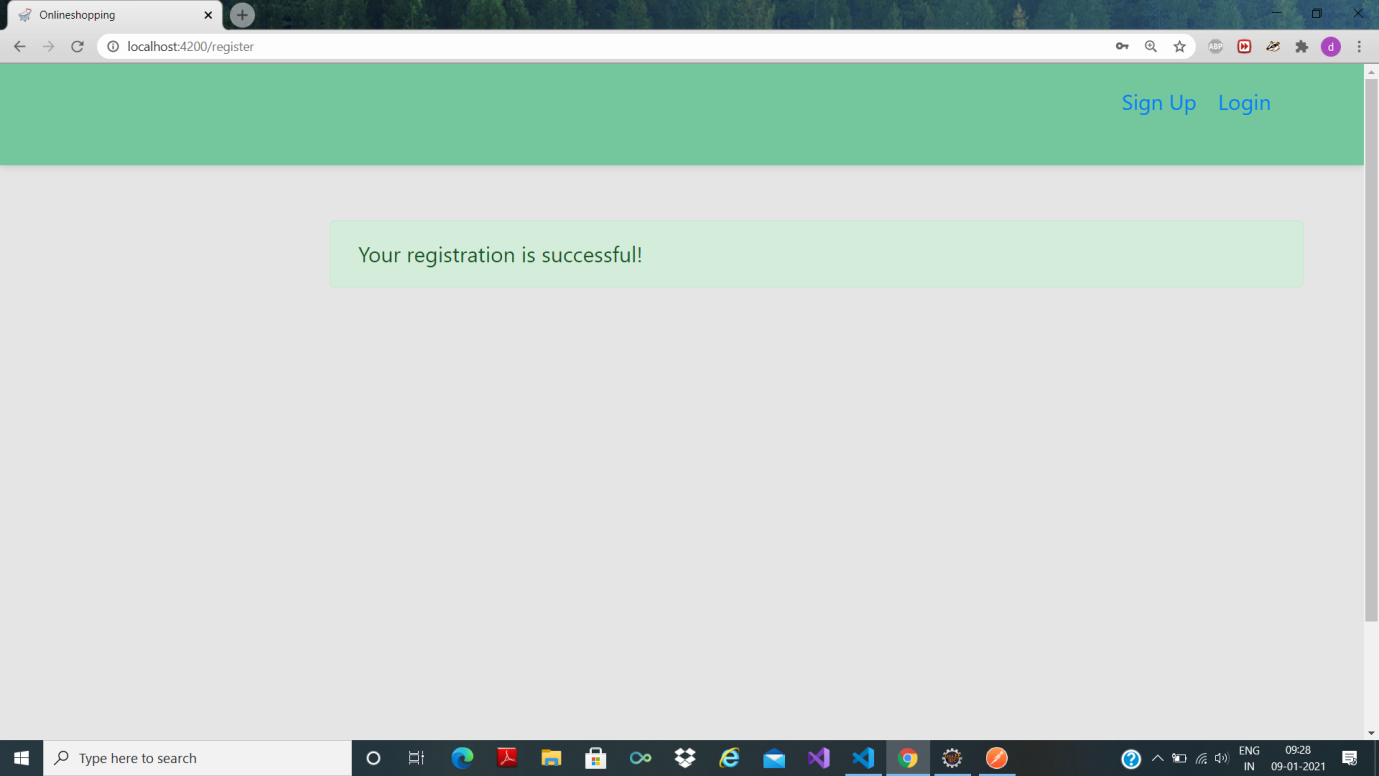 Onlineshopping
localhost:4200/register
ABP
d
Sign Up Login
Your registration is successful!
Type here to search
ENG
IN
09:28
09-01-2021